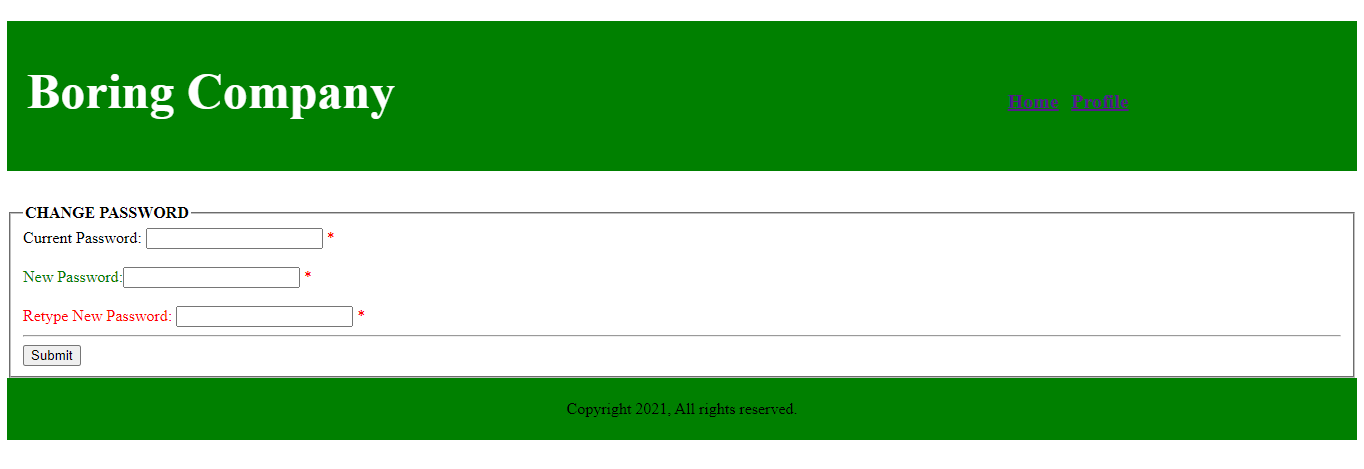 Boring Company
Home Profile
CHANGE PASSWORD
Current Password: *
New Password: *
Retype New Password: *
Submit
Copyright 2021, All rights reserved.